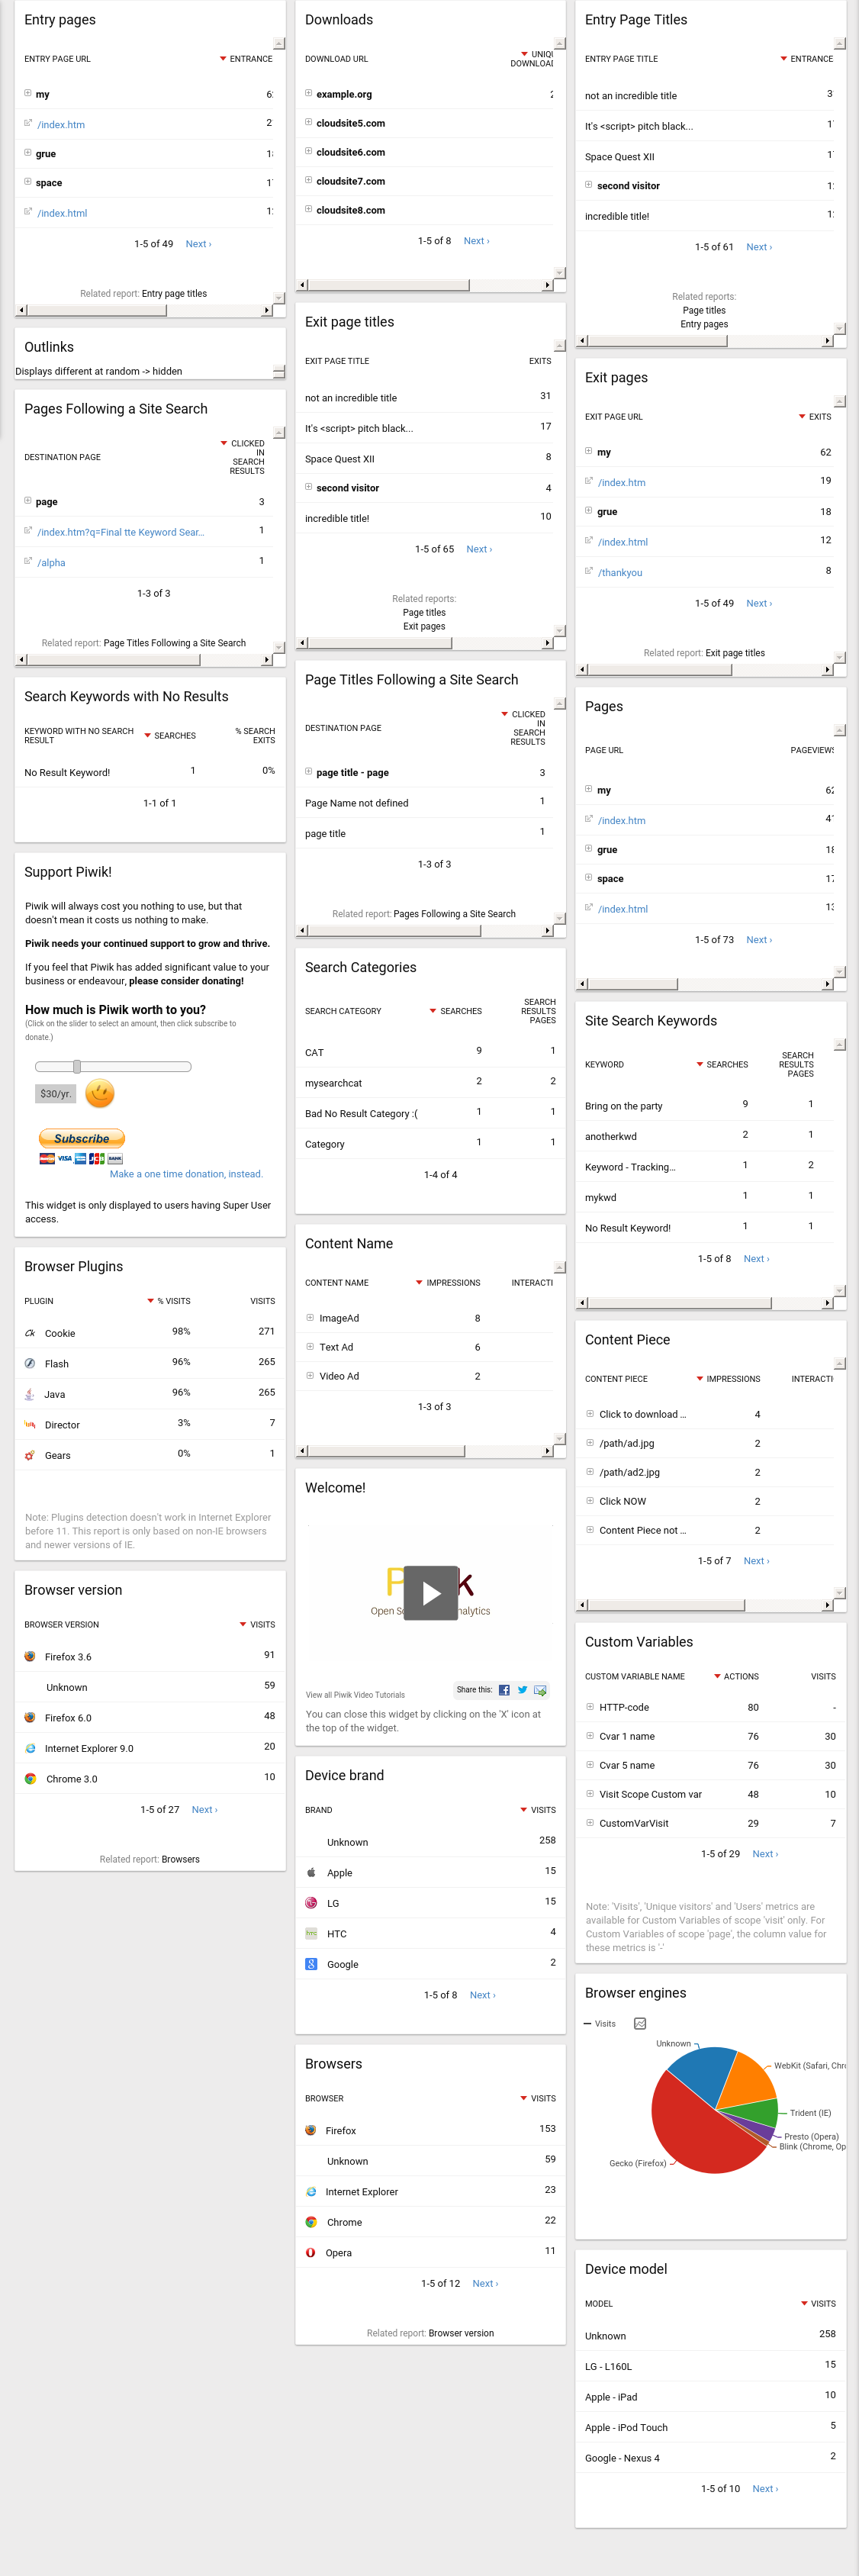 Entry pages
ENTRY PAGE URL ENTRANCE
my
/index.htm
grue
space
/index.html
1-5 of 49 Next ›
Related report: Entry page titles
Outlinks
Displays different at random -> hidden
Pages Following a Site Search
DESTINATION PAGE CLICKED
IN
SEARCH
RESULTS
page 3
/index.htm?q=Final tte Keyword Sear... 1
/alpha 1
1-3 of 3
Related report: Page Titles Following a Site Search
Search Keywords with No Results
KEYWORD WITH NO SEARCH
RESULT SEARCHES % SEARCH
EXITS
No Result Keyword! 1 0%
1-1 of 1
Support Piwik!
Piwik will always cost you nothing to use, but that
doesn't mean it costs us nothing to make.
Piwik needs your continued support to grow and thrive.
If you feel that Piwik has added significant value to your
business or endeavour, please consider donating!
How much is Piwik worth to you?
(Click on the slider to select an amount, then click subscribe to
donate.)
$30/yr.
Subscribe
VISA BANK
Make a one time donation, instead.
This widget is only displayed to users having Super User
access.
Browser Plugins
PLUGIN % VISITS VISITS
Cookie 98% 271
Flash 96% 265
Java 96% 265
Director 3% 7
Gears 0% 1
Note: Plugins detection doesn't work in Internet Explorer
before 11. This report is only based on non-IE browsers
and newer versions of IE.
Browser version
BROWSER VERSION VISITS
Firefox 3.6 91
Unknown 59
Firefox 6.0 48
Internet Explorer 9.0 20
Chrome 3.0 10
1-5 of 27 Next ›
Related report: Browsers
Downloads
DOWNLOAD URL UNIQU
DOWNLOAD
example.org
cloudsite5.com
cloudsite6.com
cloudsite7.com
cloudsite8.com
1-5 of 8 Next ›
Exit page titles
EXIT PAGE TITLE EXITS
not an incredible title 31
It's <script> pitch black... 17
Space Quest XII 8
second visitor 4
incredible title! 10
1-5 of 65 Next ›
Related reports:
Page titles
Exit pages
Page Titles Following a Site Search
DESTINATION PAGE CLICKED
IN
SEARCH
RESULTS
page title - page 3
Page Name not defined 1
page title 1
1-3 of 3
Related report: Pages Following a Site Search
Search Categories
SEARCH CATEGORY SEARCHES SEARCH
RESULTS
PAGES
CAT 9 1
mysearchcat 2 2
Bad No Result Category :( 1 1
Category 1 1
1-4 of 4
Content Name
CONTENT NAME IMPRESSIONS INTERACTI
ImageAd 8
Text Ad 6
Video Ad 2
1-3 of 3
Welcome!
P k
Open So nalytics
View all Piwik Video Tutorials Share this:
You can close this widget by clicking on the 'X' icon at
the top of the widget.
Device brand
BRAND VISITS
Unknown 258
Apple 15
LG 15
HTC 4
Google 2
1-5 of 8 Next ›
Browsers
BROWSER VISITS
Firefox 153
Unknown 59
Internet Explorer 23
Chrome 22
Opera 11
1-5 of 12 Next ›
Related report: Browser version
Entry Page Titles
ENTRY PAGE TITLE ENTRANCE
not an incredible title
It's <script> pitch black...
Space Quest XII
second visitor
incredible title!
1-5 of 61 Next ›
Related reports:
Page titles
Entry pages
Exit pages
EXIT PAGE URL EXITS
my 62
/index.htm 19
grue 18
/index.html 12
/thankyou 8
1-5 of 49 Next ›
Related report: Exit page titles
Pages
PAGE URL PAGEVIEWS
my 62
/index.htm 41
grue 18
space 17
/index.html 13
1-5 of 73 Next ›
Site Search Keywords
KEYWORD SEARCHES SEARCH
RESULTS
PAGES
Bring on the party 9 1
anotherkwd 2 1
Keyword - Tracking... 1 2
mykwd 1 1
No Result Keyword! 1 1
1-5 of 8 Next ›
Content Piece
CONTENT PIECE IMPRESSIONS INTERACTI
Click to download ... 4
/path/ad.jpg 2
/path/ad2.jpg 2
Click NOW 2
Content Piece not ... 2
1-5 of 7 Next ›
Custom Variables
CUSTOM VARIABLE NAME ACTIONS VISITS
HTTP-code 80 -
Cvar 1 name 76 30
Cvar 5 name 76 30
Visit Scope Custom var 48 10
CustomVarVisit 29 7
1-5 of 29 Next ›
Note: 'Visits', 'Unique visitors' and 'Users' metrics are
available for Custom Variables of scope 'visit' only. For
Custom Variables of scope 'page', the column value for
these metrics is '-'
Browser engines
Visits
Unknown
WebKit (Safari, Chro
Trident (IE)
Presto (Opera)
Blink (Chrome, Op
Gecko (Firefox)
Device model
MODEL VISITS
Unknown 258
LG - L160L 15
Apple - iPad 10
Apple - iPod Touch 5
Google - Nexus 4 2
1-5 of 10 Next ›